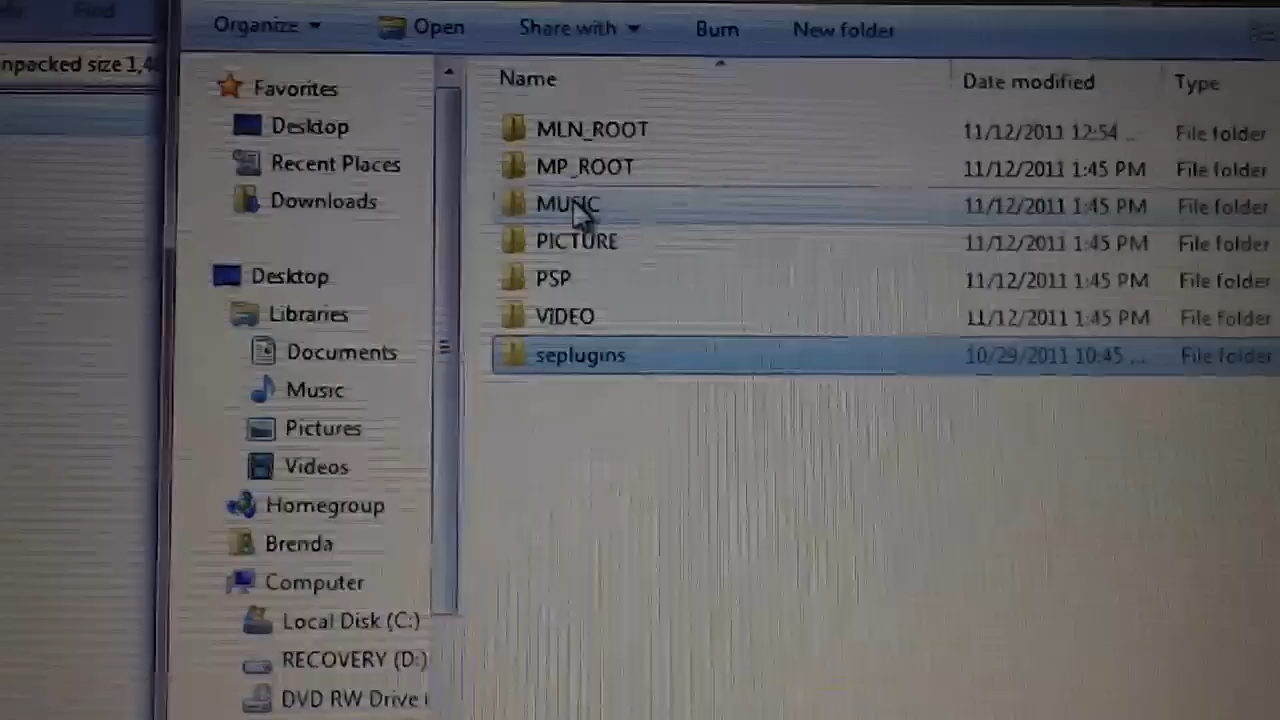 Find
Organize Open Share with Burn New folder
npacked size 1,4
Name Date modified Type
Favorites
Desktop
Recent Places
Downloads
Desktop
Libraries
Documents
Music
Pictures
Videos
Homegroup
Brenda
Computer
Local Disk (C:)
RECOVERY (D:)
DVD RW Drive (
MLN_ROOT 11/12/2011 12:54 ... File folder
MP_ROOT 11/12/2011 1:45 PM File folder
MUSIC 11/12/2011 1:45 PM File folder
PICTURE 11/12/2011 1:45 PM File folder
PSP 11/12/2011 1:45 PM File folder
VIDEO 11/12/2011 1:45 PM File folder
seplugins 10/29/2011 10:45 ... File folder